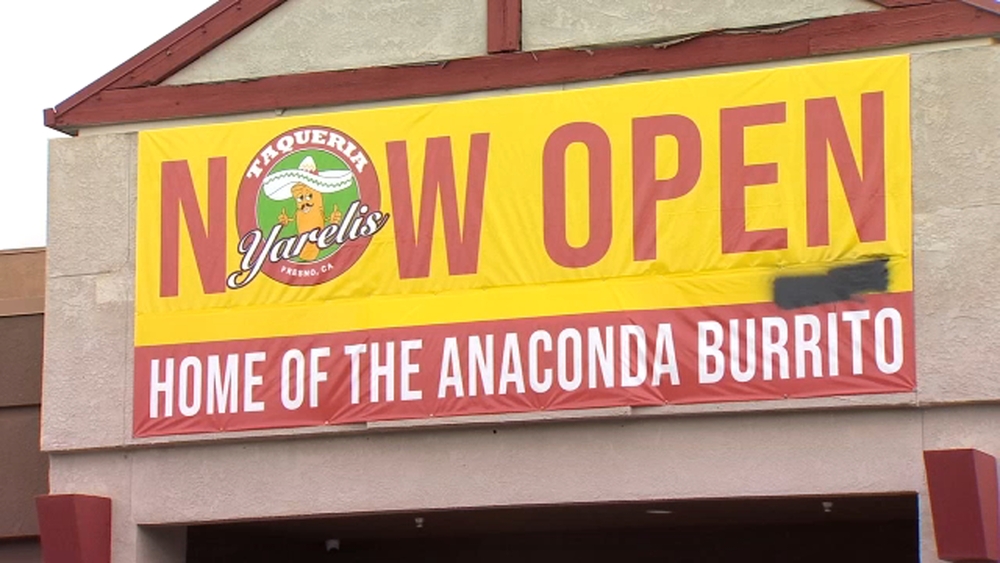 NOW OPEN
TAQUERIA
Yarelis
FRESNO, CA
HOME OF THE ANACONDA BURRITO